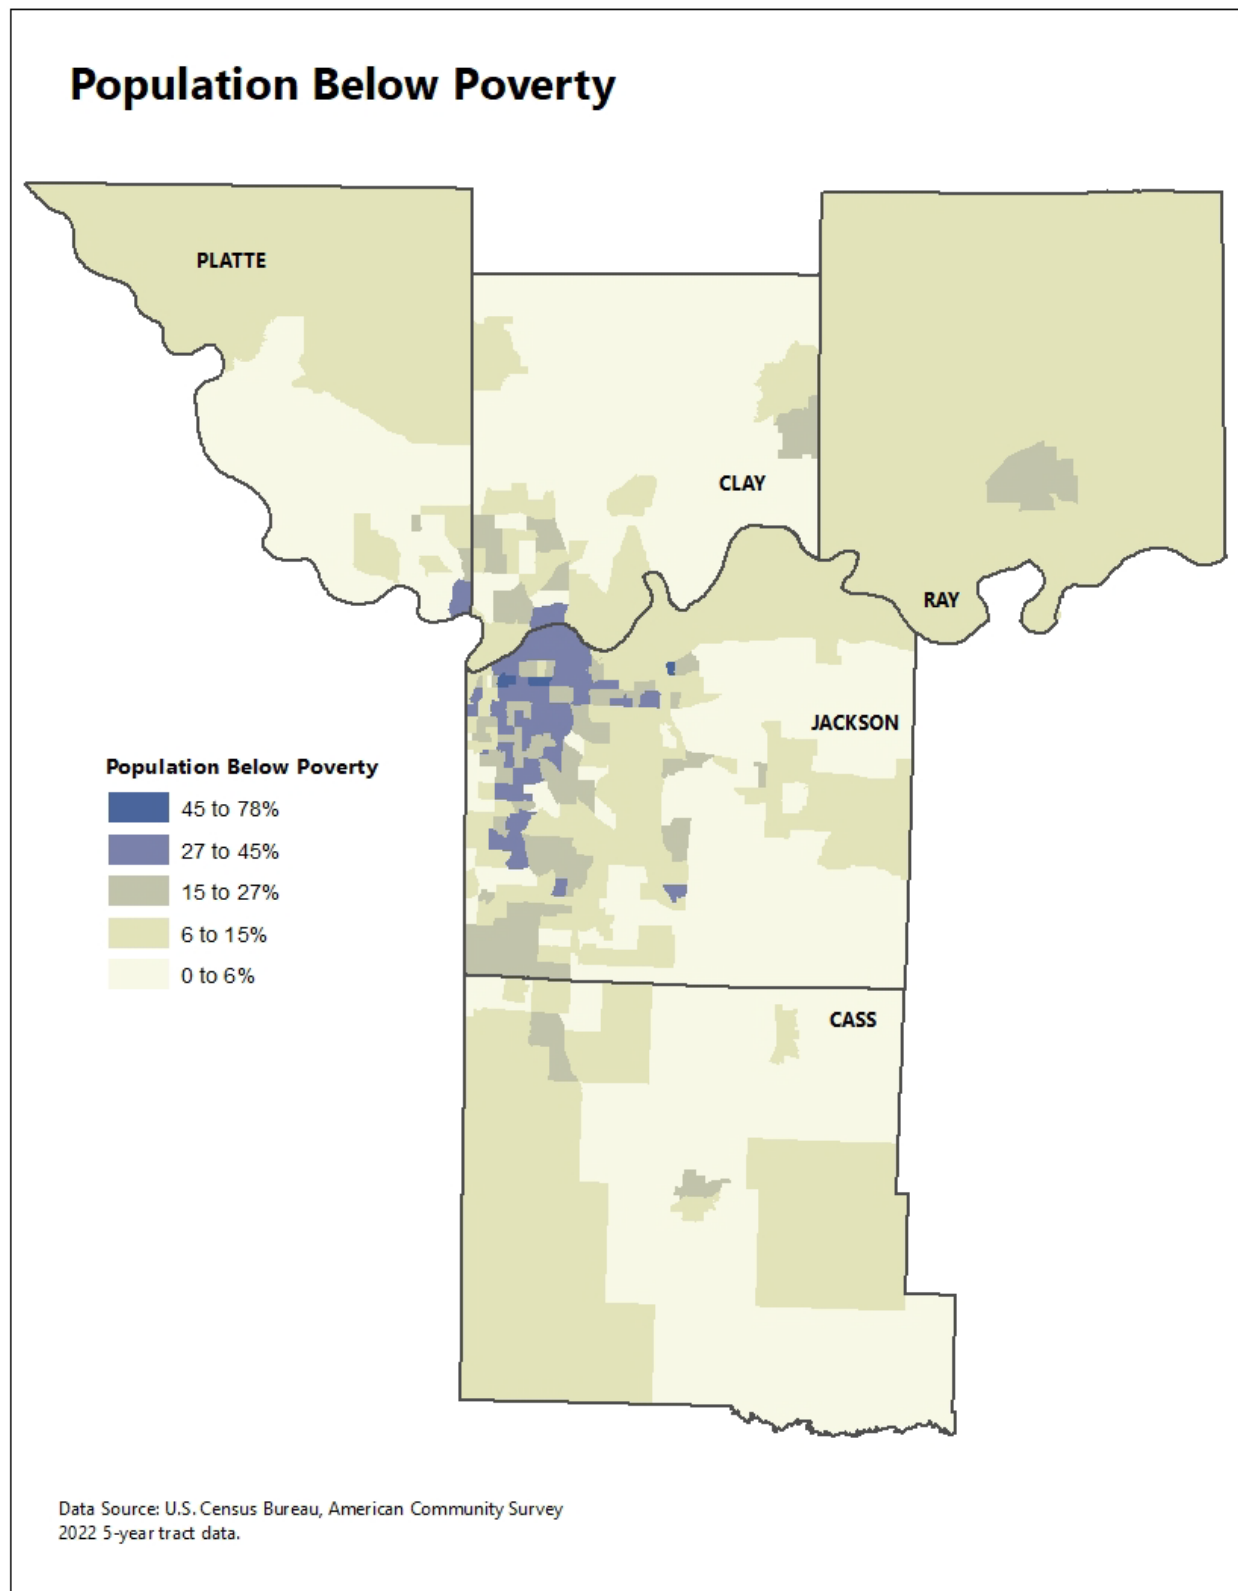 Population Below Poverty
PLATTE
CLAY
RAY
JACKSON
Population Below Poverty
45 to 78%
27 to 45%
15 to 27%
6 to 15%
0 to 6%
CASS
Data Source: U.S. Census Bureau, American Community Survey
2022 5-year tract data.